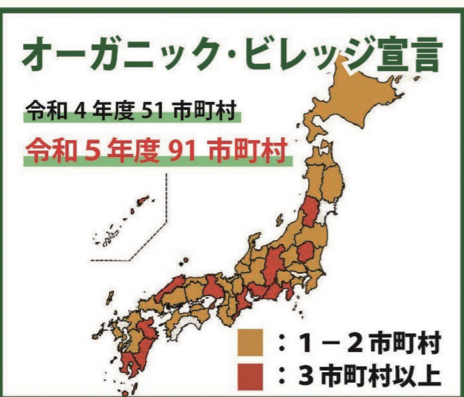 オーガニック・ビレッジ宣言
令和4年度 51市町村
令和5年度 91市町村
：1－2市町村
：3市町村以上